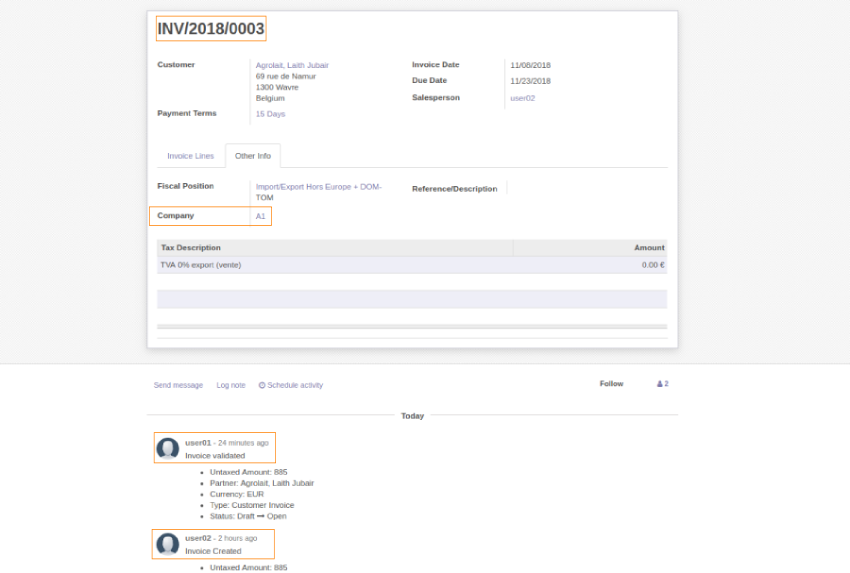 INV/2018/0003
Customer
Agrolait, Laith Jubair
69 rue de Namur
1300 Wavre
Belgium
Payment Terms
15 Days
Invoice Date
11/08/2018
Due Date
11/23/2018
Salesperson
user02
Invoice Lines
Other Info
Fiscal Position
Import/Export Hors Europe + DOM-
TOM
Reference/Description
Company
A1
Tax Description Amount
TVA 0% export (vente) 0.00 €
Send message Log note Schedule activity Follow 2
Today
user01 - 24 minutes ago
Invoice validated
• Untaxed Amount: 885
• Partner: Agrolait, Laith Jubair
• Currency: EUR
• Type: Customer Invoice
• Status: Draft ➞ Open
user02 - 2 hours ago
Invoice Created
• Untaxed Amount: 885